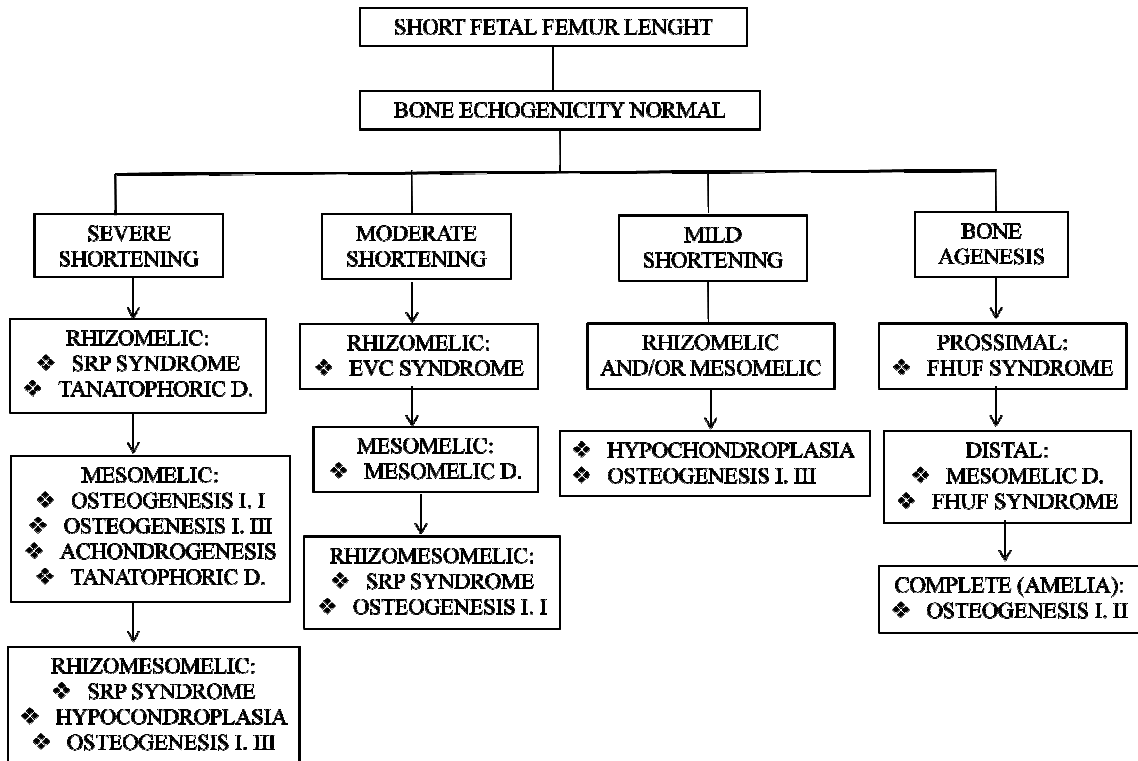 SHORT FETAL FEMUR LENGHT
BONE ECHOGENICITY NORMAL
SEVERE
SHORTENING
RHIZOMELIC:
❖ SRP SYNDROME
❖ TANATOPHORIC D.
MESOMELIC:
❖ OSTEOGENESIS I. I
❖ OSTEOGENESIS I. III
❖ ACHONDROGENESIS
❖ TANATOPHORIC D.
RHIZOMESOMELIC:
❖ SRP SYNDROME
❖ HYPOCONDROPLASIA
❖ OSTEOGENESIS I. III
MODERATE
SHORTENING
RHIZOMELIC:
❖ EVC SYNDROME
MESOMELIC:
❖ MESOMELIC D.
RHIZOMESOMELIC:
❖ SRP SYNDROME
❖ OSTEOGENESIS I. I
MILD
SHORTENING
RHIZOMELIC
AND/OR MESOMELIC
❖ HYPOCHONDROPLASIA
❖ OSTEOGENESIS I. III
BONE
AGENESIS
PROSSIMAL:
❖ FHUF SYNDROME
DISTAL:
❖ MESOMELIC D.
❖ FHUF SYNDROME
COMPLETE (AMELIA):
❖ OSTEOGENESIS I. II